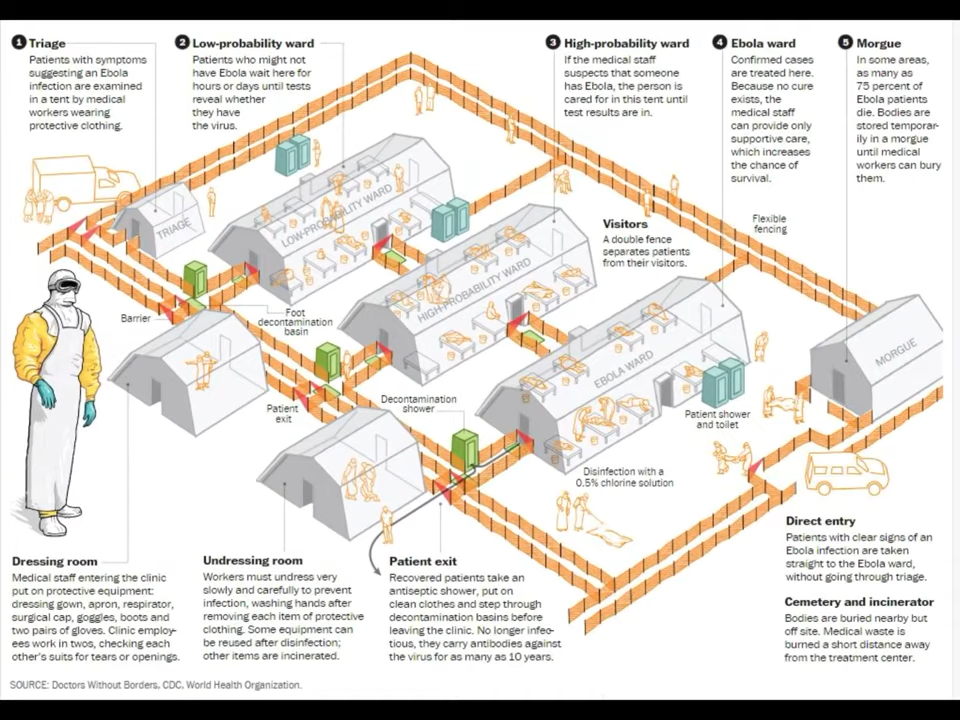 1 Triage
Patients with symptoms
suggesting an Ebola
infection are examined
in a tent by medical
workers wearing
protective clothing.
2 Low-probability ward
Patients who might not
have Ebola wait here for
hours or days until tests
reveal whether
they have
the virus.
3 High-probability ward
If the medical staff
suspects that someone
has Ebola, the person is
cared for in this tent until
test results are in.
4 Ebola ward
Confirmed cases
are treated here.
Because no cure
exists, the
medical staff
can provide only
supportive care,
which increases
the chance of
survival.
5 Morgue
In some areas,
as many as
75 percent of
Ebola patients
die. Bodies are
stored temporar-
ily in a morgue
until medical
workers can bury
them.
TRIAGE
LOW-PROBABILITY WARD
Visitors
A double fence
separates patients
from their visitors.
Flexible
fencing
HIGH-PROBABILITY WARD
Barrier
Foot
decontamination
basin
EBOLA WARD
MORGUE
Patient
exit
Decontamination
shower
Patient shower
and toilet
Disinfection with a
0.5% chlorine solution
Dressing room
Medical staff entering the clinic
put on protective equipment:
dressing gown, apron, respirator,
surgical cap, goggles, boots and
two pairs of gloves. Clinic employ-
ees work in twos, checking each
other's suits for tears or openings.
Undressing room
Workers must undress very
slowly and carefully to prevent
infection, washing hands after
removing each item of protective
clothing. Some equipment can
be reused after disinfection;
other items are incinerated.
Patient exit
Recovered patients take an
antiseptic shower, put on
clean clothes and step through
decontamination basins before
leaving the clinic. No longer infec-
tious, they carry antibodies against
the virus for as many as 10 years.
Direct entry
Patients with clear signs of an
Ebola infection are taken
straight to the Ebola ward,
without going through triage.
Cemetery and incinerator
Bodies are buried nearby but
off site. Medical waste is
burned a short distance away
from the treatment center.
SOURCE: Doctors Without Borders, CDC, World Health Organization.